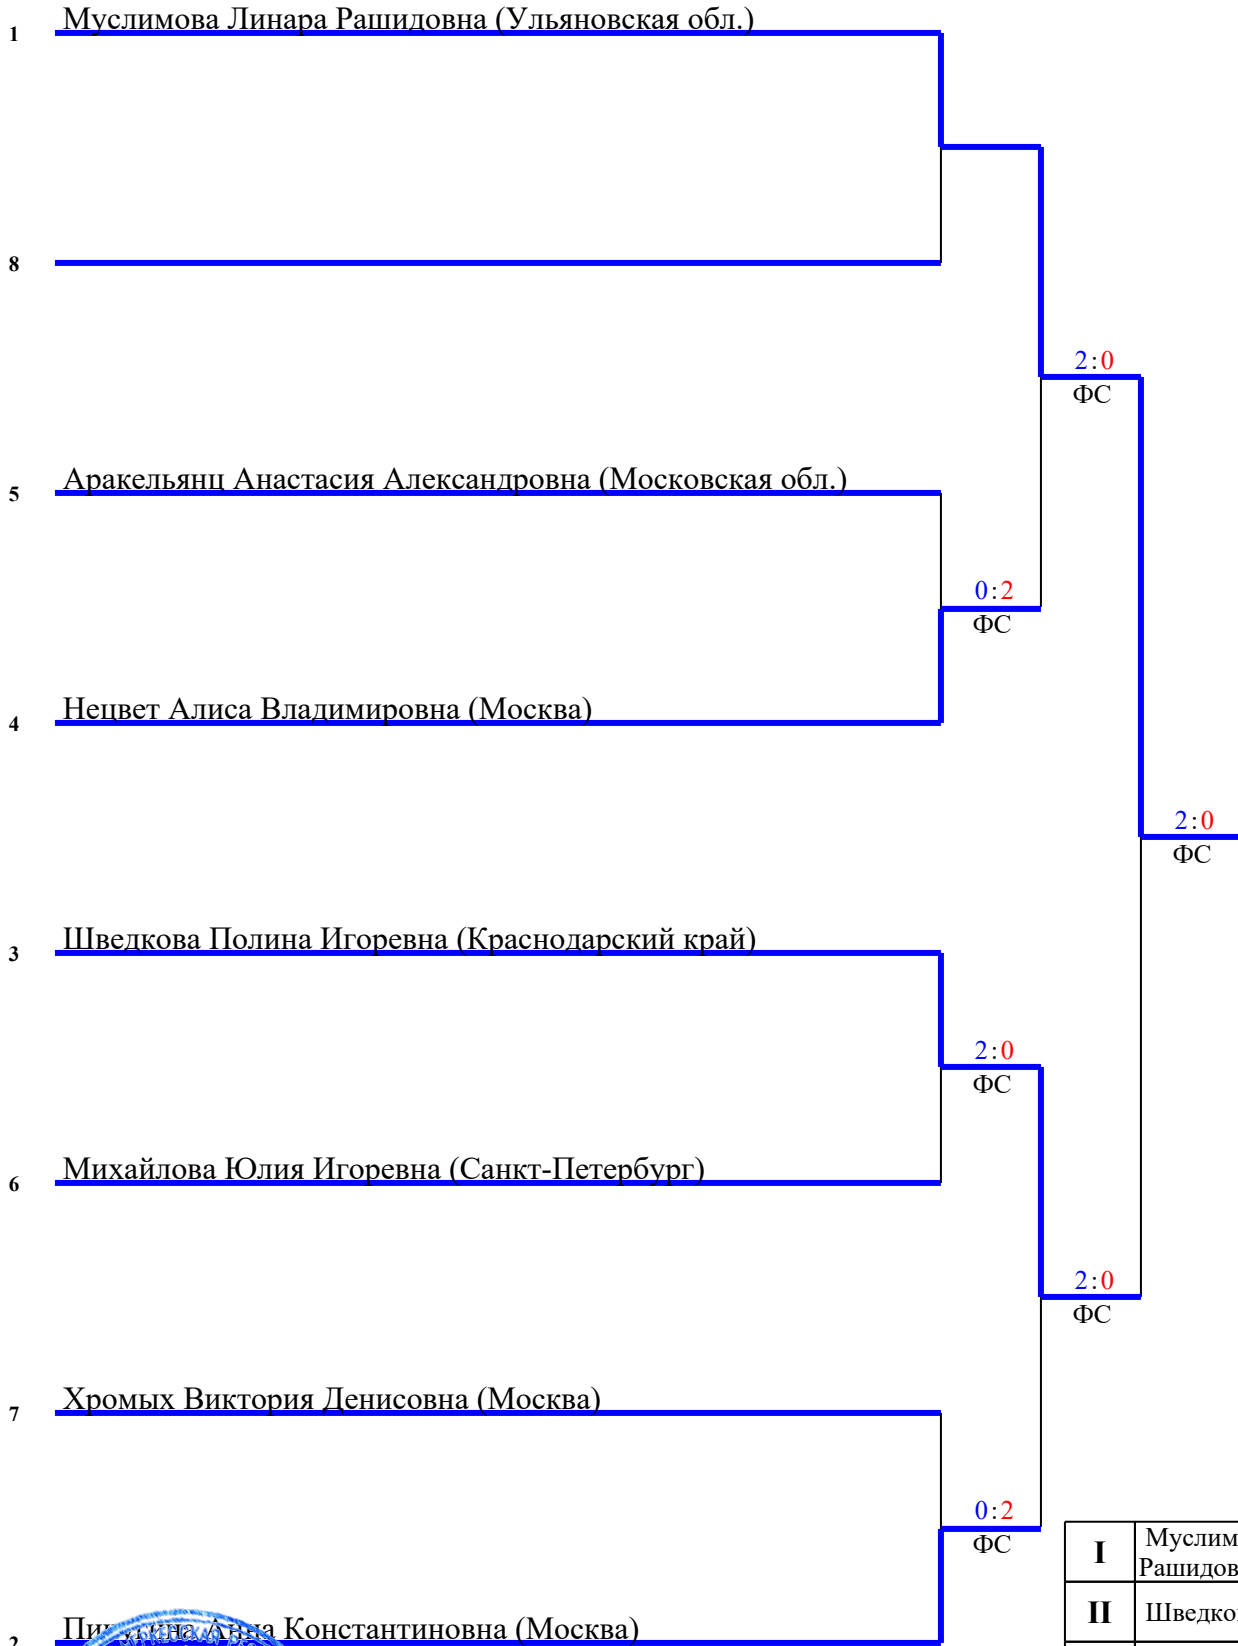 1 Муслимова Линара Рашидовна (Ульяновская обл.)
8
2:0
ФС
5 Аракельянц Анастасия Александровна (Московская обл.)
0:2
ФС
4 Нецвет Алиса Владимировна (Москва)
2:0
ФС
3 Шведкова Полина Игоревна (Краснодарский край)
2:0
ФС
6 Михайлова Юлия Игоревна (Санкт-Петербург)
2:0
ФС
7 Хромых Виктория Денисовна (Москва)
0:2
ФС
I Муслим
Рашидов
II Шведко
2 Анна Константиновна (Москва)